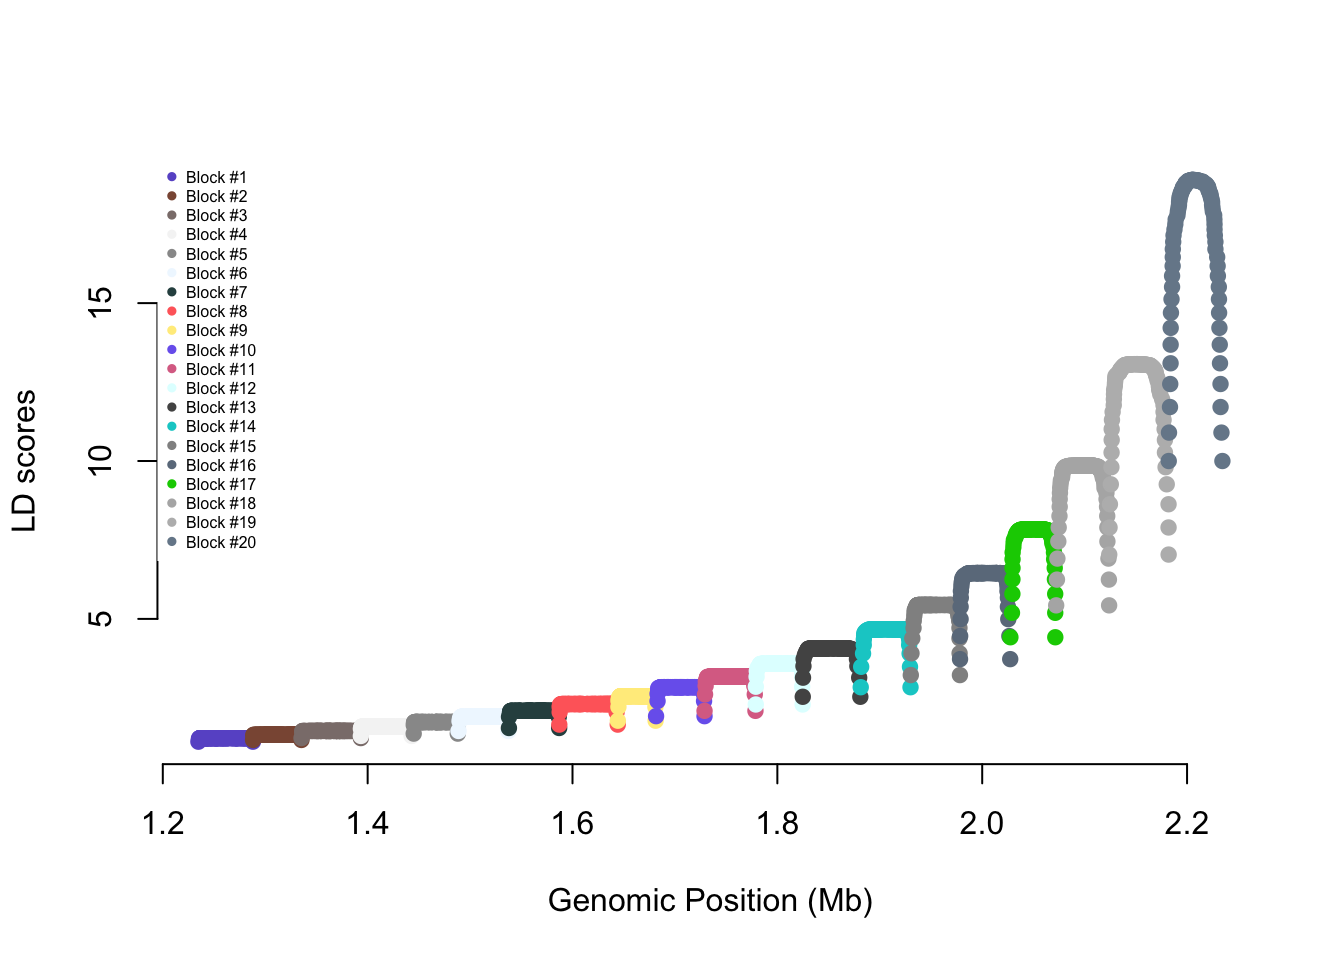 Block #1
Block #2
Block #3
Block #4
Block #5
Block #6
Block #7
Block #8
Block #9
Block #10
Block #11
Block #12
Block #13
Block #14
Block #15
Block #16
Block #17
Block #18
Block #19
Block #20
15
10
5
LD scores
1.2 1.4 1.6 1.8 2.0 2.2
Genomic Position (Mb)